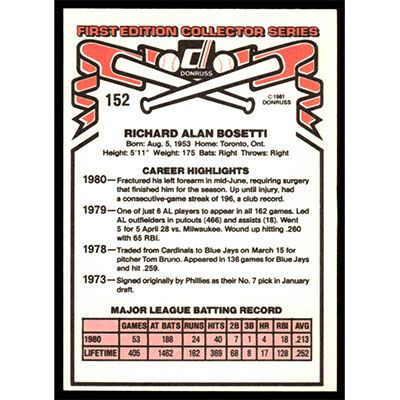 FIRST EDITION COLLECTOR SERIES
DONRUSS
152
© 1981
DONRUSS
RICHARD ALAN BOSETTI
Born: Aug. 5, 1953 Home: Toronto, Ont.
Height: 5'11" Weight: 175 Bats: Right Throws: Right
CAREER HIGHLIGHTS
1980—Fractured his left forearm in mid-June, requiring surgery
that finished him for the season. Up until injury, had
a consecutive-game streak of 196, a club record.
1979—One of just 6 AL players to appear in all 162 games. Led
AL outfielders in putouts (466) and assists (18). Went
5 for 5 April 28 vs. Milwaukee. Wound up hitting .260
with 65 RBI.
1978—Traded from Cardinals to Blue Jays on March 15 for
pitcher Tom Bruno. Appeared in 136 games for Blue Jays
and hit .259.
1973—Signed originally by Phillies as their No. 7 pick in January
draft.
MAJOR LEAGUE BATTING RECORD
GAMES AT BATS RUNS HITS 2B 3B HR RBI AVG
1980 53 188 24 40 7 1 4 18 .213
LIFETIME 405 1462 162 369 68 8 17 128 .252